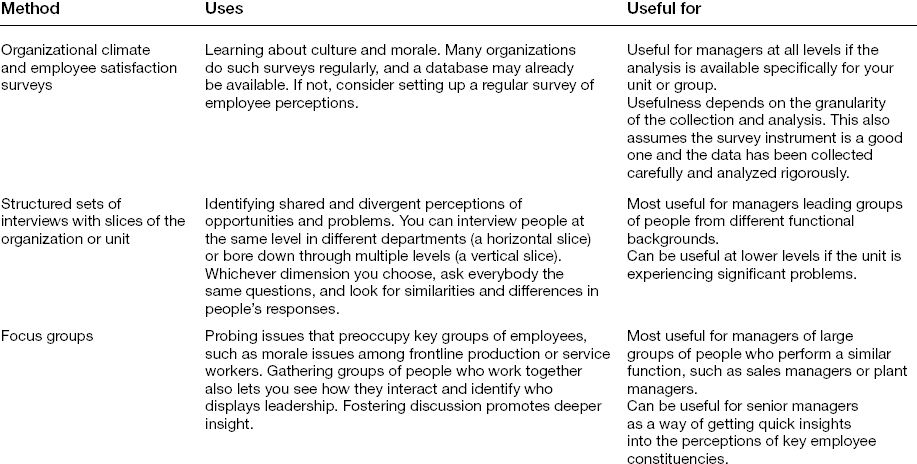 Method Uses Useful for
Organizational climate
and employee satisfaction
surveys
Learning about culture and morale. Many organizations
do such surveys regularly, and a database may already
be available. If not, consider setting up a regular survey of
employee perceptions.
Useful for managers at all levels if the
analysis is available specifically for your
unit or group.
Usefulness depends on the granularity
of the collection and analysis. This also
assumes the survey instrument is a good
one and the data has been collected
carefully and analyzed rigorously.
Structured sets of
interviews with slices of the
organization or unit
Identifying shared and divergent perceptions of
opportunities and problems. You can interview people at
the same level in different departments (a horizontal slice)
or bore down through multiple levels (a vertical slice).
Whichever dimension you choose, ask everybody the
same questions, and look for similarities and differences in
people’s responses.
Most useful for managers leading groups
of people from different functional
backgrounds.
Can be useful at lower levels if the unit is
experiencing significant problems.
Focus groups
Probing issues that preoccupy key groups of employees,
such as morale issues among frontline production or service
workers. Gathering groups of people who work together
also lets you see how they interact and identify who
displays leadership. Fostering discussion promotes deeper
insight.
Most useful for managers of large
groups of people who perform a similar
function, such as sales managers or plant
managers.
Can be useful for senior managers
as a way of getting quick insights
into the perceptions of key employee
constituencies.